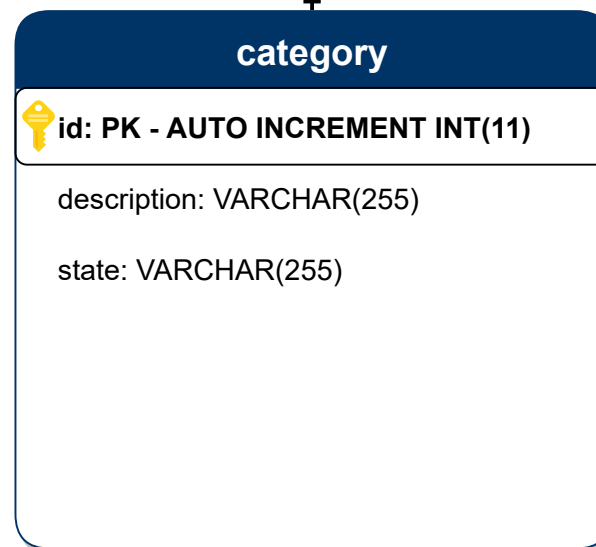 category
id: PK - AUTO INCREMENT INT(11)
description: VARCHAR(255)
state: VARCHAR(255)